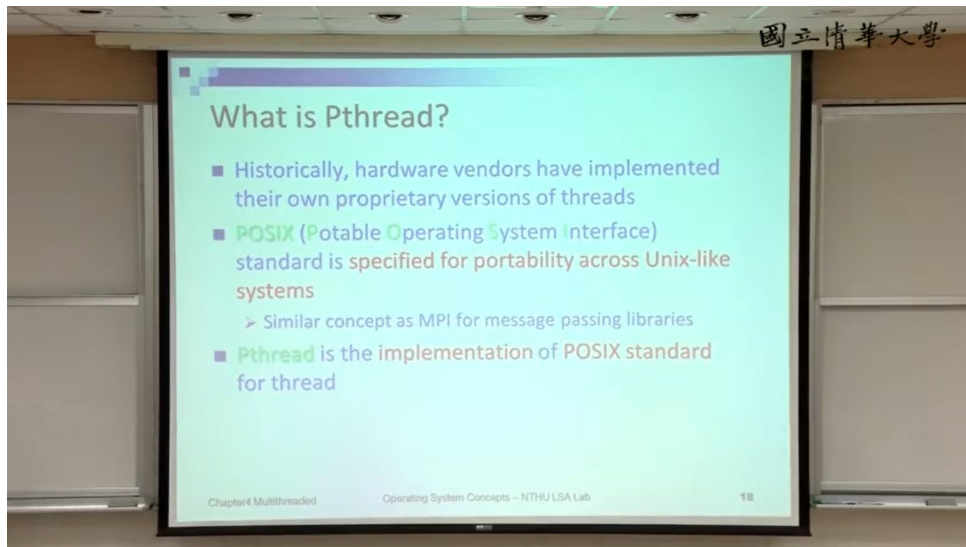 國立清華大學
What is Pthread?
■ Historically, hardware vendors have implemented
their own proprietary versions of threads
■ POSIX (Potable Operating System Interface)
standard is specified for portability across Unix-like
systems
➢ Similar concept as MPI for message passing libraries
■ Pthread is the implementation of POSIX standard
for thread
Chapter4 Multithreaded
Operating System Concepts – NTHU LSA Lab
18